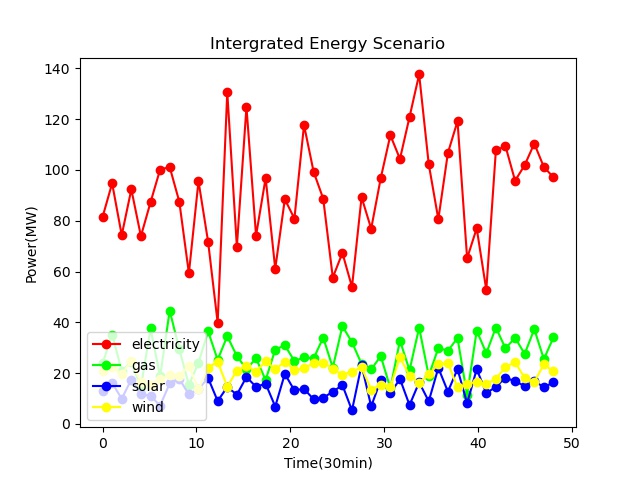 Intergrated Energy Scenario
140
120
100
80
60
40
20
0
Power(MW)
electricity
gas
solar
wind
0 10 20 30 40 50
Time(30min)